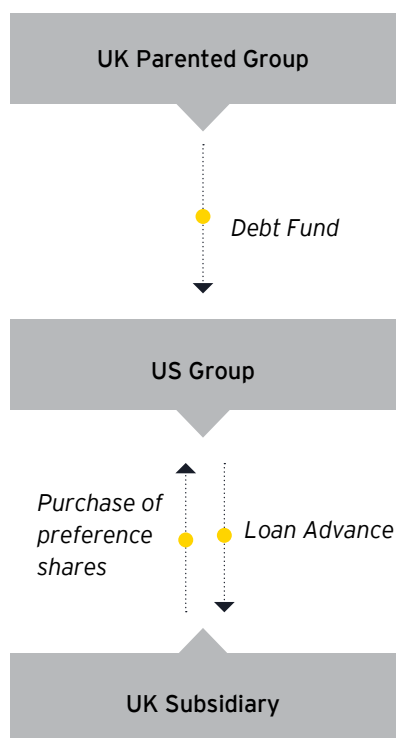 UK Parented Group
Debt Fund
US Group
Purchase of
preference
shares
Loan Advance
UK Subsidiary